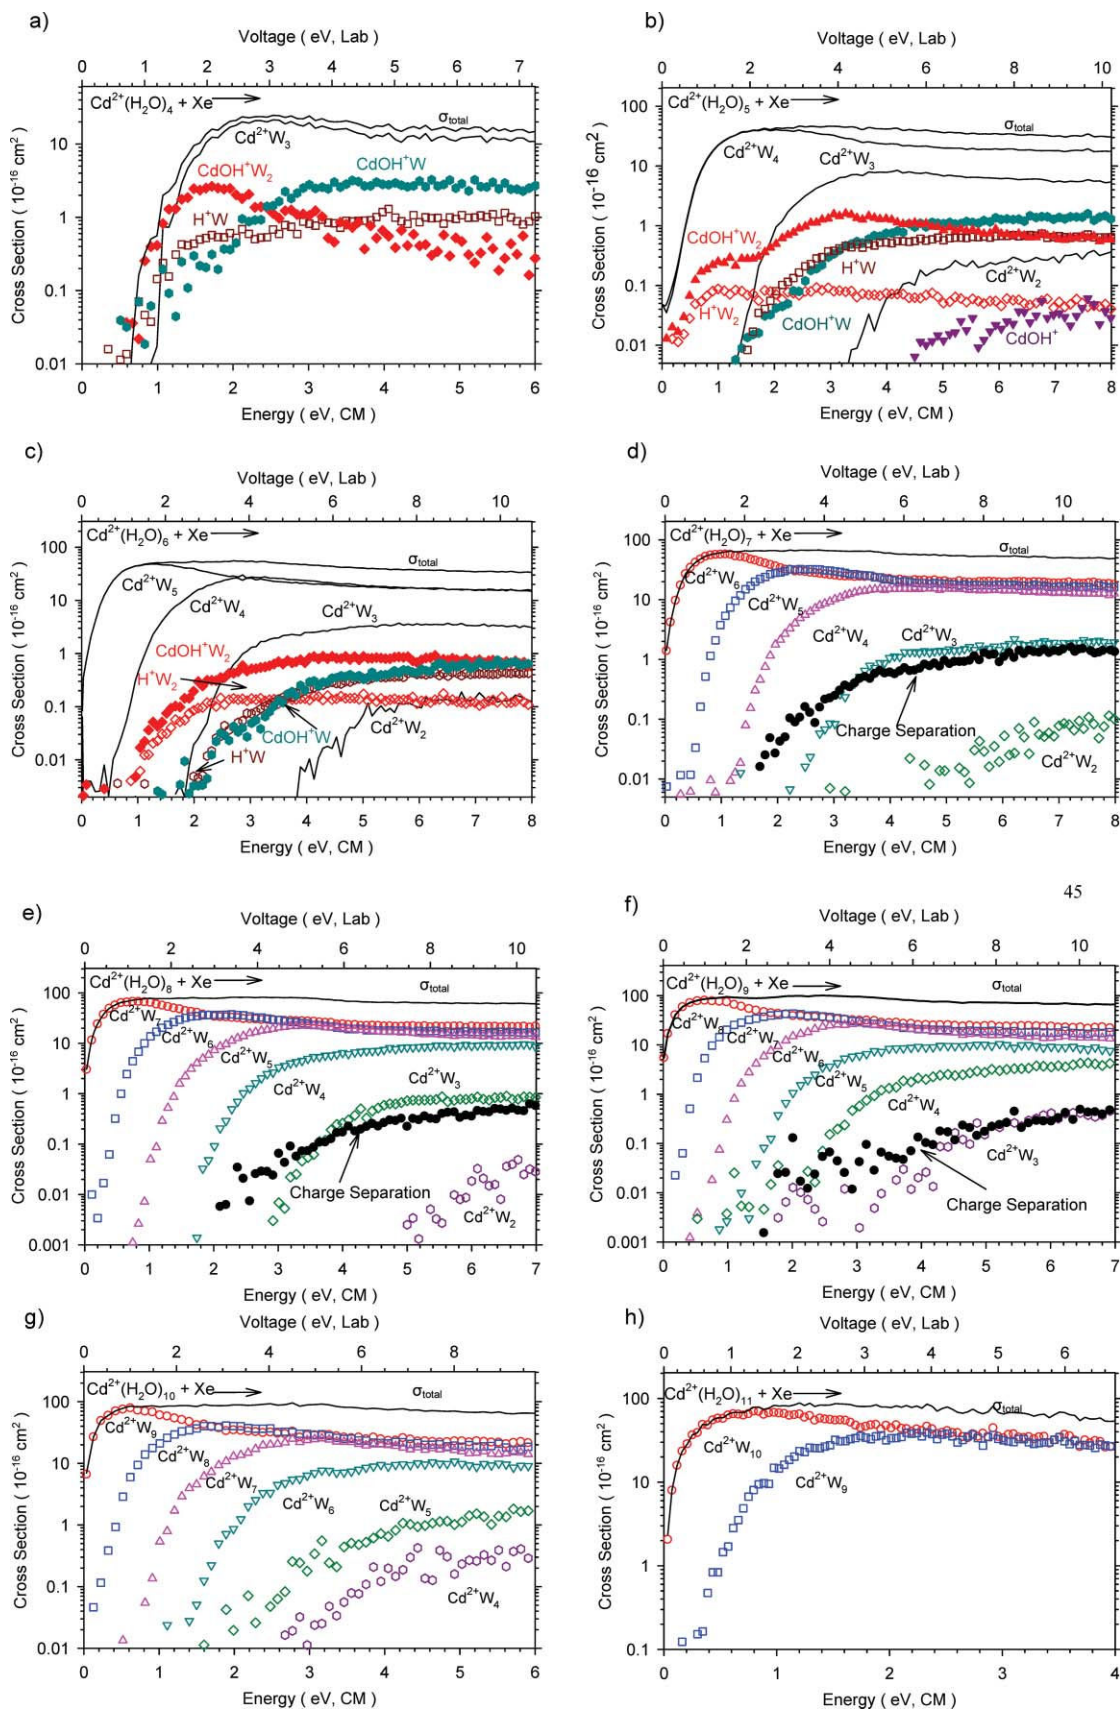 a)
Voltage ( eV, Lab )
0 1 2 3 4 5 6 7
Cd²⁺(H₂O)₄ + Xe
σtotal
Cd²⁺W₃
CdOH⁺W₂
CdOH⁺W
H⁺W
Cross Section ( 10⁻¹⁶ cm²)
10
1
0.1
0.01
0 1 2 3 4 5 6
Energy ( eV, CM )
b)
Voltage ( eV, Lab )
0 2 4 6 8 10
Cd²⁺(H₂O)₅ + Xe
σtotal
Cd²⁺W₄
Cd²⁺W₃
CdOH⁺W₂
H⁺W
Cd²⁺W₂
H⁺W₂
CdOH⁺W
CdOH⁺
Cross Section ( 10⁻¹⁶ cm²)
100
10
1
0.1
0.01
0 1 2 3 4 5 6 7 8
Energy ( eV, CM )
c)
Voltage ( eV, Lab )
0 2 4 6 8 10
Cd²⁺(H₂O)₆ + Xe
σtotal
Cd²⁺W₅
Cd²⁺W₄
Cd²⁺W₃
CdOH⁺W₂
H⁺W₂
CdOH⁺W
Cd²⁺W₂
H⁺W
Cross Section ( 10⁻¹⁶ cm²)
100
10
1
0.1
0.01
0 1 2 3 4 5 6 7 8
Energy ( eV, CM )
d)
Voltage ( eV, Lab )
0 2 4 6 8 10
Cd²⁺(H₂O)₇ + Xe
σtotal
Cd²⁺W₆
Cd²⁺W₅
Cd²⁺W₄
Cd²⁺W₃
Charge Separation
Cd²⁺W₂
Cross Section ( 10⁻¹⁶ cm²)
100
10
1
0.1
0.01
0 1 2 3 4 5 6 7 8
Energy ( eV, CM )
45
e)
Voltage ( eV, Lab )
0 2 4 6 8 10
Cd²⁺(H₂O)₈ + Xe
σtotal
Cd²⁺W₇
Cd²⁺W₆
Cd²⁺W₅
Cd²⁺W₄
Cd²⁺W₃
Charge Separation
Cd²⁺W₂
Cross Section ( 10⁻¹⁶ cm²)
100
10
1
0.1
0.01
0.001
0 1 2 3 4 5 6 7
Energy ( eV, CM )
f)
Voltage ( eV, Lab )
0 2 4 6 8 10
Cd²⁺(H₂O)₉ + Xe
σtotal
Cd²⁺W₈
Cd²⁺W₇
Cd²⁺W₆
Cd²⁺W₅
Cd²⁺W₄
Cd²⁺W₃
Charge Separation
Cross Section ( 10⁻¹⁶ cm²)
100
10
1
0.1
0.01
0.001
0 1 2 3 4 5 6 7
Energy ( eV, CM )
g)
Voltage ( eV, Lab )
0 2 4 6 8
Cd²⁺(H₂O)₁₀ + Xe
σtotal
Cd²⁺W₉
Cd²⁺W₈
Cd²⁺W₇
Cd²⁺W₆
Cd²⁺W₅
Cd²⁺W₄
Cross Section ( 10⁻¹⁶ cm²)
100
10
1
0.1
0.01
0 1 2 3 4 5 6
Energy ( eV, CM )
h)
Voltage ( eV, Lab )
0 1 2 3 4 5 6
Cd²⁺(H₂O)₁₁ + Xe
σtotal
Cd²⁺W₁₀
Cd²⁺W₉
Cross Section ( 10⁻¹⁶ cm²)
100
10
1
0.1
0 1 2 3 4
Energy ( eV, CM )